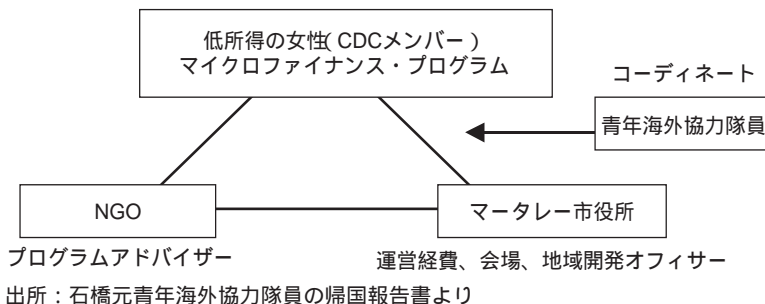 低所得の女性(CDCメンバー)
マイクロファイナンス・プログラム
コーディネート
青年海外協力隊員
NGO
マータレー市役所
プログラムアドバイザー
運営経費、会場、地域開発オフィサー
出所：石橋元青年海外協力隊員の帰国報告書より